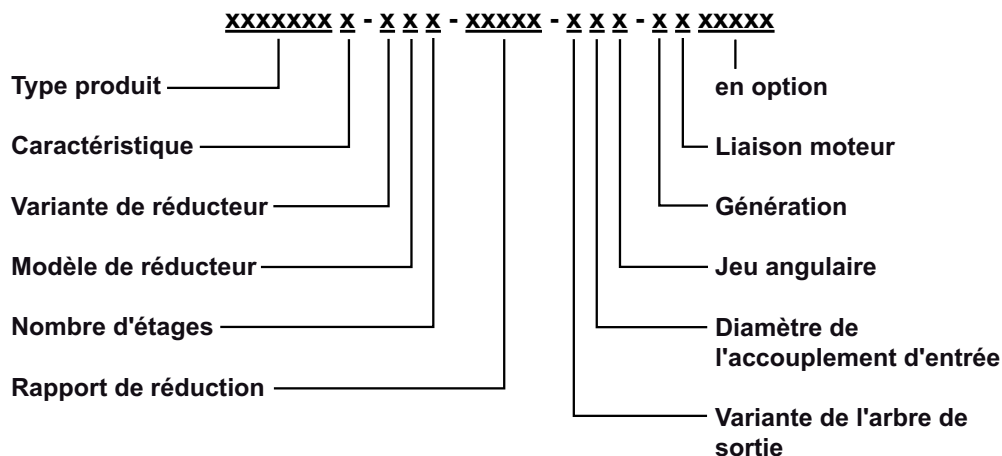 xxxxxxx x - x x x - xxxxx - x x x - x x xxxxx
Type produit
en option
Caractéristique
Liaison moteur
Variante de réducteur
Génération
Modèle de réducteur
Jeu angulaire
Nombre d'étages
Diamètre de
l'accouplement d'entrée
Rapport de réduction
Variante de l'arbre de
sortie